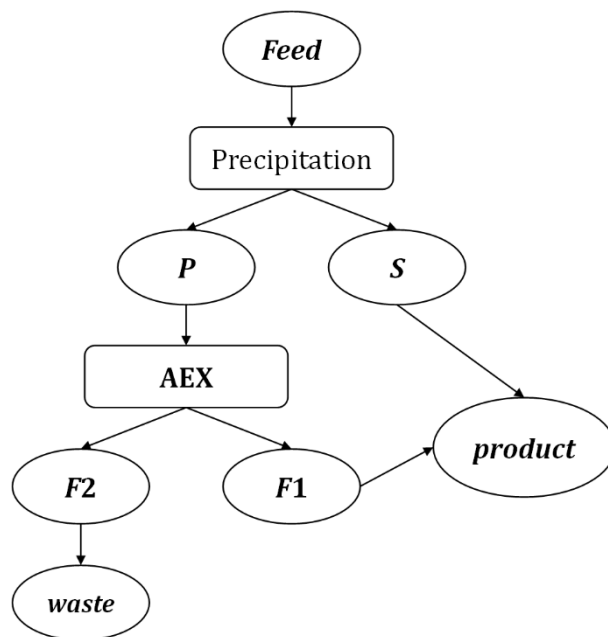 Feed
Precipitation
P
S
AEX
product
F2
F1
waste